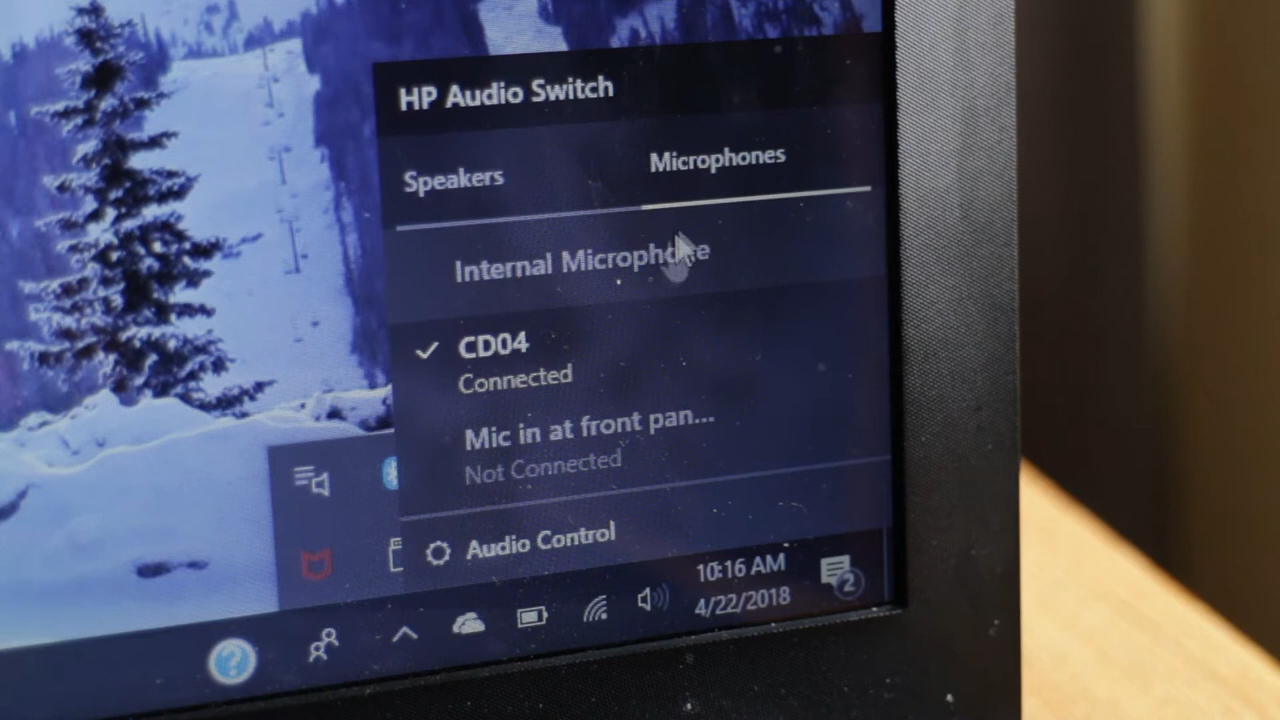 HP Audio Switch
Speakers
Microphones
Internal Microphone
CD04
Connected
Mic in at front pan...
Not Connected
Audio Control
10:16 AM
4/22/2018
2
?